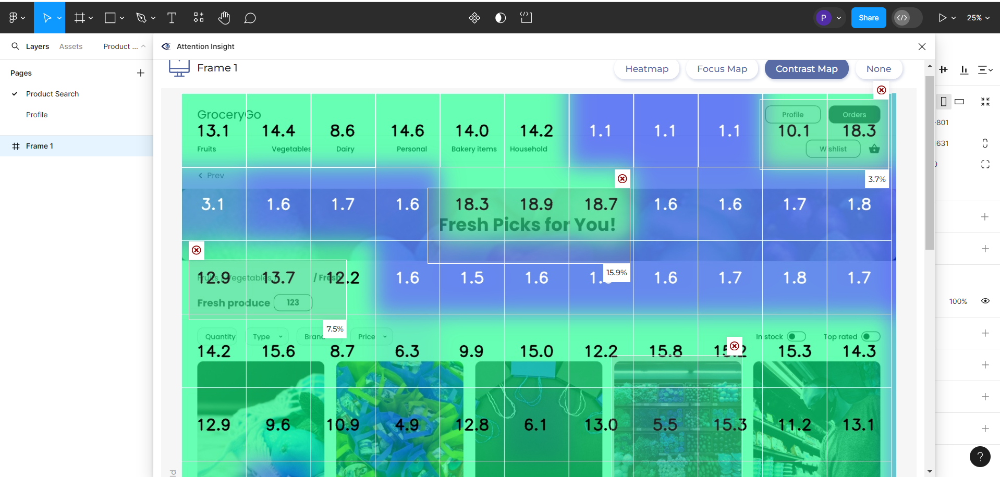 P
Share
25%
Layers
Assets
Product ...
Attention Insight
Pages
Frame 1
Heatmap
Focus Map
Contrast Map
None
Product Search
Profile
Frame 1
GroceryGo
Profile
Orders
13.1 14.4 8.6 14.6 14.0 14.2 1.1 1.1 1.1 10.1 18.3
Fruits Vegetables Dairy Personal Bakery items Household
Wishlist
801
631
Prev
3.7%
3.1 1.6 1.7 1.6 18.3 18.9 18.7 1.6 1.6 1.7 1.8
Fresh Picks for You!
15.9%
Fruits / Vegetables / / Fresh
12.9 13.7 12.2 1.6 1.5 1.6 1.6 1.7 1.8 1.7
Fresh produce 123
100%
7.5%
Quantity Type Brand Price In stock Top rated
14.2 15.6 8.7 6.3 9.9 15.0 12.2 15.8 15.2 15.3 14.3
12.9 9.6 10.9 4.9 12.8 6.1 13.0 5.5 15.3 11.2 13.1
?